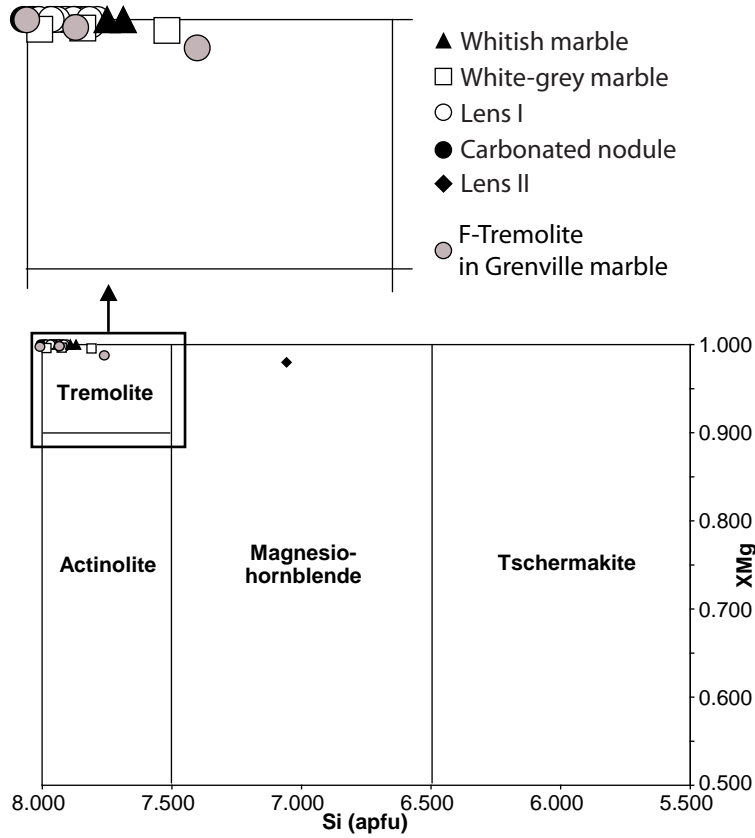 Whitish marble
White-grey marble
Lens I
Carbonated nodule
Lens II
F-Tremolite
in Grenville marble
Tremolite
Actinolite
Magnesio-
hornblende
Tschermakite
1.000
0.900
0.800
0.700
0.600
0.500
XMg
8.000 7.500 7.000 6.500 6.000 5.500
Si (apfu)